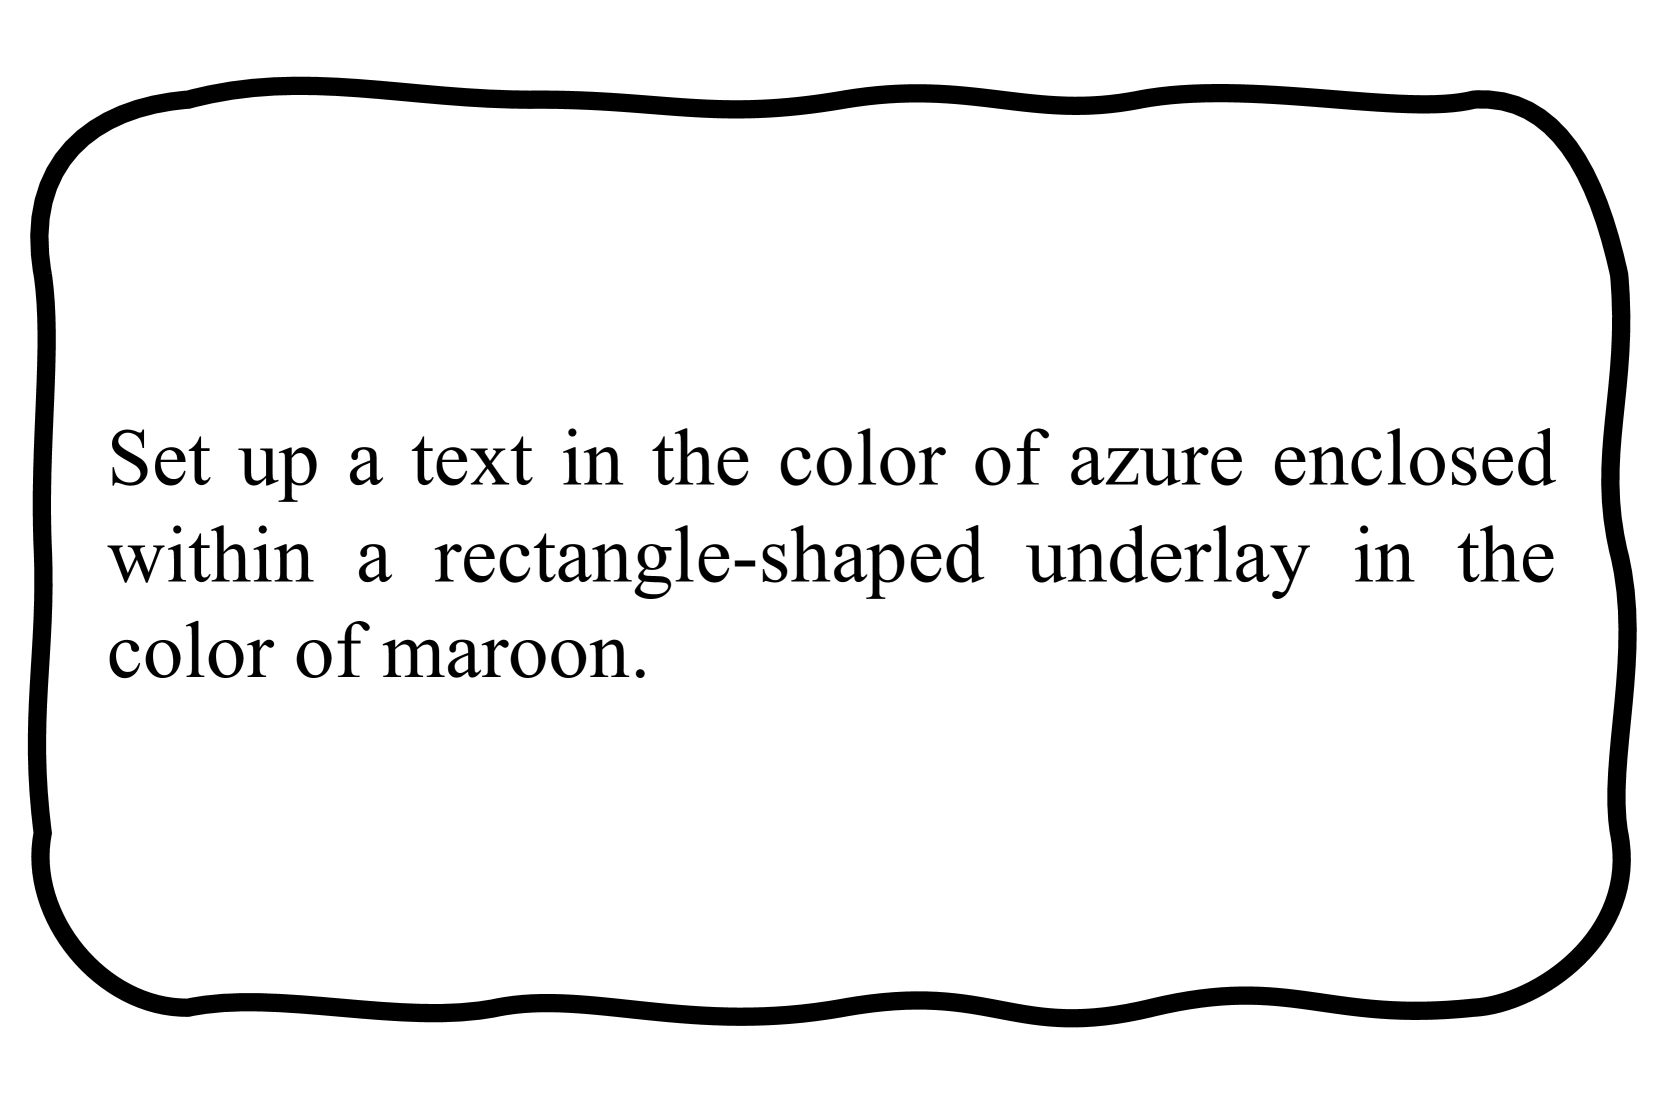 Set up a text in the color of azure enclosed
within a rectangle-shaped underlay in the
color of maroon.